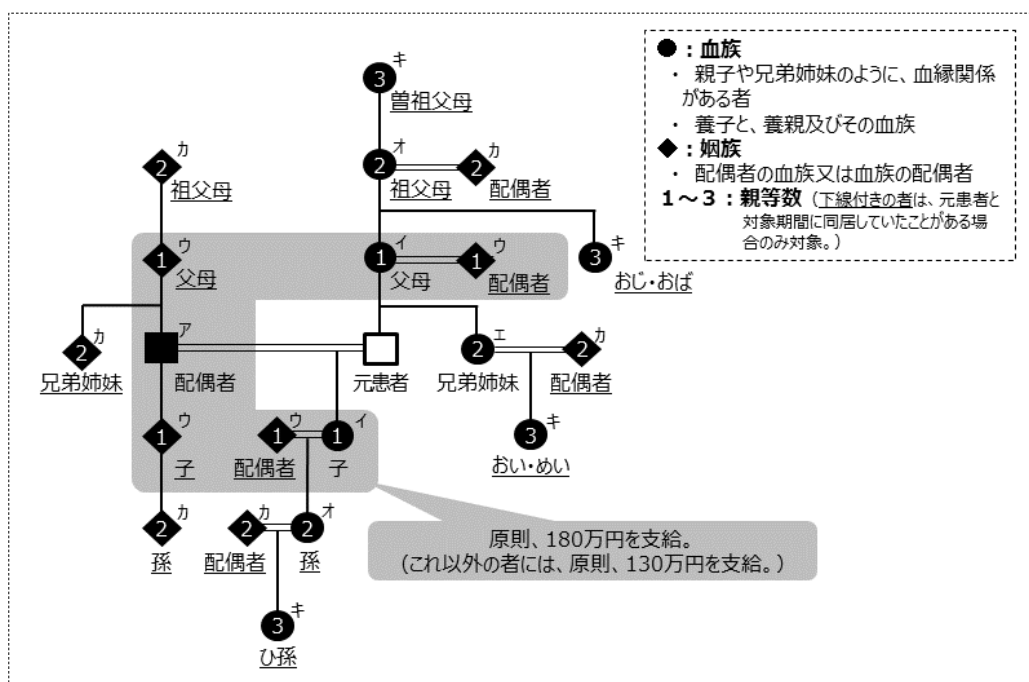 ●：血族
・ 親子や兄弟姉妹のように、血縁関係
がある者
・ 養子と、養親及びその血族
◆：姻族
・ 配偶者の血族又は血族の配偶者
1～3：親等数（下線付きの者は、元患者と
対象期間に同居していたことがある場
合のみ対象。）
3 キ
曽祖父母
2 カ
祖父母
2 オ
祖父母
2 カ
配偶者
1 ウ
父母
1 イ
父母
1 ウ
配偶者
3 キ
おじ・おば
2 カ
兄弟姉妹
ア
配偶者
元患者
2 エ
兄弟姉妹
2 カ
配偶者
1 ウ
子
1 ウ
配偶者
1 イ
子
3 キ
おい・めい
2 カ
孫
2 カ
配偶者
2 オ
孫
原則、180万円を支給。
（これ以外の者には、原則、130万円を支給。）
3 キ
ひ孫